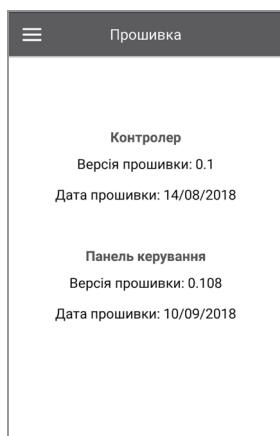 Прошивка
Контролер
Версія прошивки: 0.1
Дата прошивки: 14/08/2018
Панель керування
Версія прошивки: 0.108
Дата прошивки: 10/09/2018